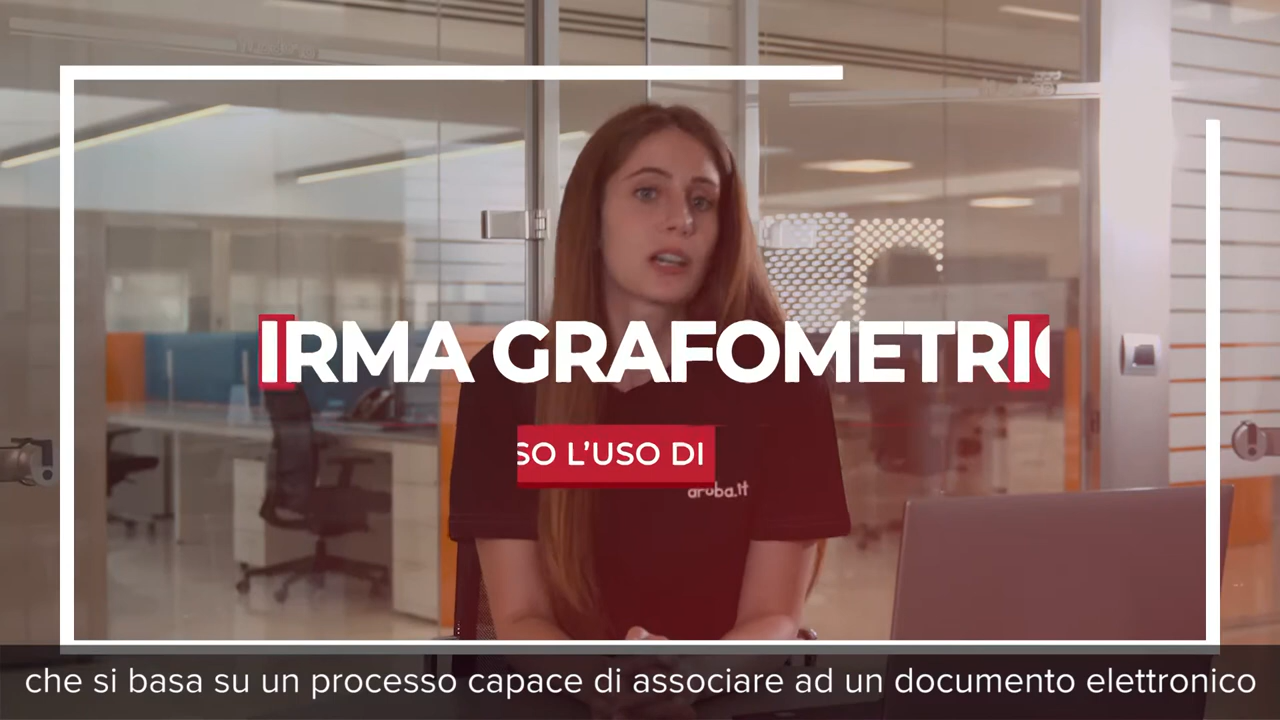 IRMA GRAFOMETRI
SO L'USO DI
aruba.it
che si basa su un processo capace di associare ad un documento elettronico